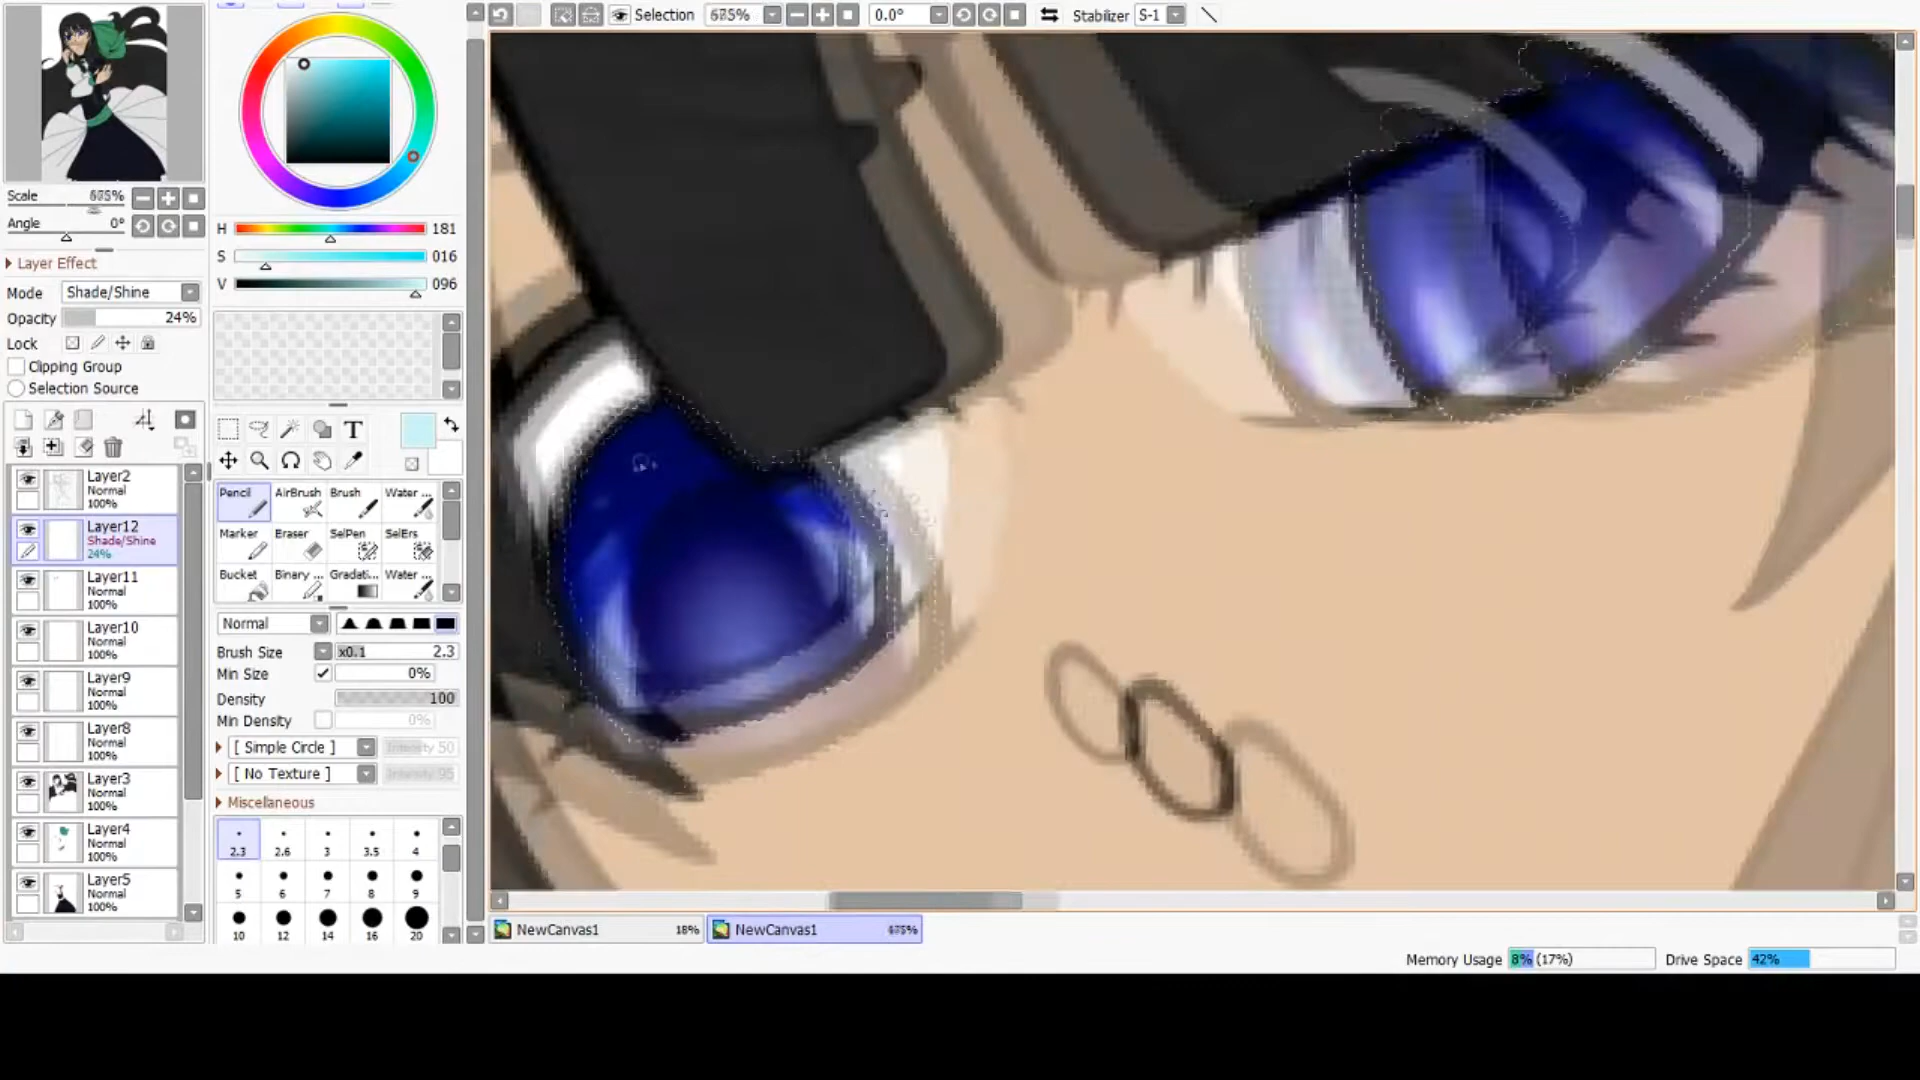 Selection
0.0°
Stabilizer S-1
Scale
Angle 0°
Layer Effect
Mode Shade/Shine
Opacity 24%
Lock
Clipping Group
Selection Source
Layer2
Normal
100%
Layer12
Shade/Shine
24%
Layer11
Normal
100%
Layer10
Normal
100%
Layer9
Normal
100%
Layer8
Normal
100%
Layer3
Normal
100%
Layer4
Normal
100%
Layer5
Normal
100%
H 181
S 016
V 096
T
Pencil AirBrush Brush Water ...
Marker Eraser SelPen SelErs
Bucket Binary ... Gradati... Water ...
Normal
Brush Size x0.1 2.3
Min Size 0%
Density 100
Min Density 0%
[ Simple Circle ] Intensity 50
[ No Texture ] Intensity 95
Miscellaneous
2.3 2.6 3 3.5 4
5 6 7 8 9
10 12 14 16 20
NewCanvas1 18%
NewCanvas1
Memory Usage 8% (17%) Drive Space 42%